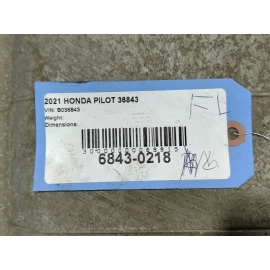 2021 HONDA PILOT 36843
VIN: B036843
Weight:
Dimensions:
6843-0218
FL